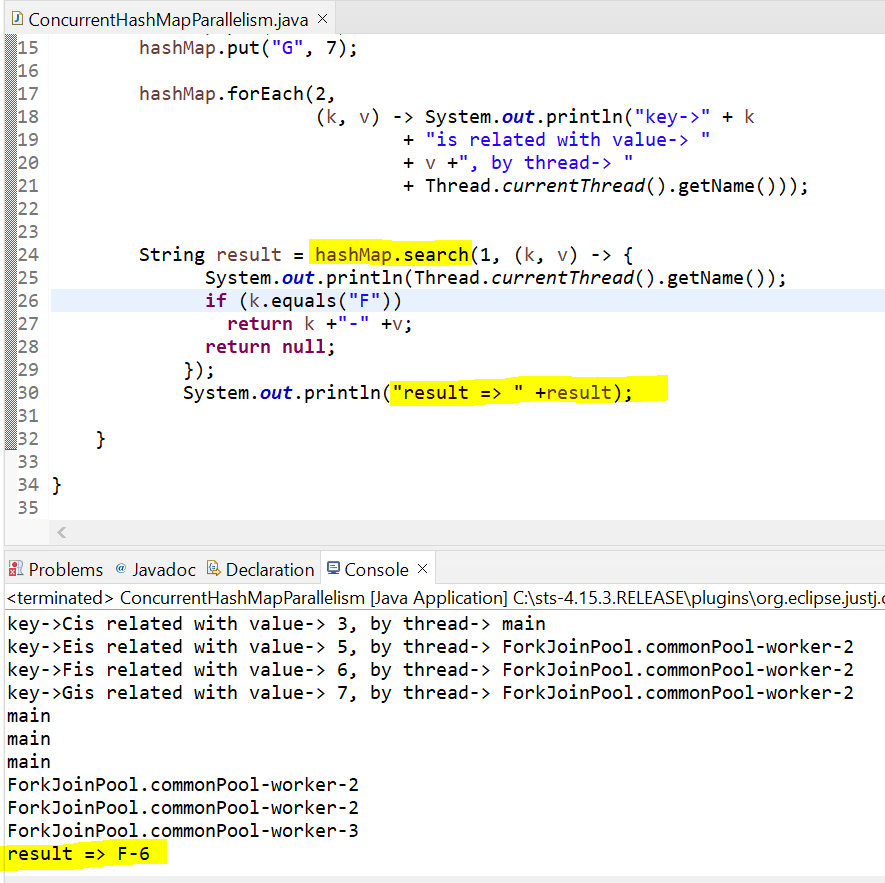 ConcurrentHashMapParallelism.java
15 hashMap.put("G", 7);
16
17 hashMap.forEach(2,
18 (k, v) -> System.out.println("key->" + k
19 + "is related with value-> "
20 + v +", by thread-> "
21 + Thread.currentThread().getName()));
22
23
24 String result = hashMap.search(1, (k, v) -> {
25 System.out.println(Thread.currentThread().getName());
26 if (k.equals("F"))
27 return k +"-" +v;
28 return null;
29 });
30 System.out.println("result => " +result);
31
32 }
33
34 }
35
Problems @ Javadoc Declaration Console
<terminated> ConcurrentHashMapParallelism [Java Application] C:\sts-4.15.3.RELEASE\plugins\org.eclipse.justj.
key->Cis related with value-> 3, by thread-> main
key->Eis related with value-> 5, by thread-> ForkJoinPool.commonPool-worker-2
key->Fis related with value-> 6, by thread-> ForkJoinPool.commonPool-worker-2
key->Gis related with value-> 7, by thread-> ForkJoinPool.commonPool-worker-2
main
main
main
ForkJoinPool.commonPool-worker-2
ForkJoinPool.commonPool-worker-2
ForkJoinPool.commonPool-worker-3
result => F-6